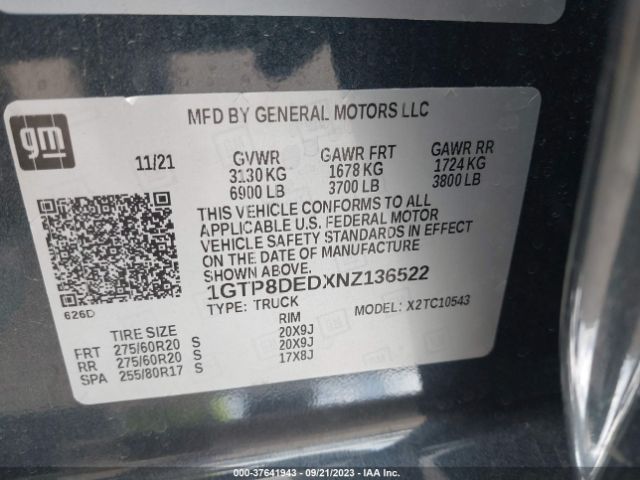 gm
MFD BY GENERAL MOTORS LLC
11/21 GVWR GAWR FRT GAWR RR
3130 KG 1678 KG 1724 KG
6900 LB 3700 LB 3800 LB
THIS VEHICLE CONFORMS TO ALL
APPLICABLE U.S. FEDERAL MOTOR
VEHICLE SAFETY STANDARDS IN EFFECT
ON THE DATE OF MANUFACTURE
SHOWN ABOVE.
1GTP8DEDXNZ136522
626D
TYPE: TRUCK MODEL: X2TC10543
TIRE SIZE RIM
FRT 275/60R20 S 20X9J
RR 275/60R20 S 20X9J
SPA 255/80R17 S 17X8J
000-37641943 - 09/21/2023 - IAA Inc.